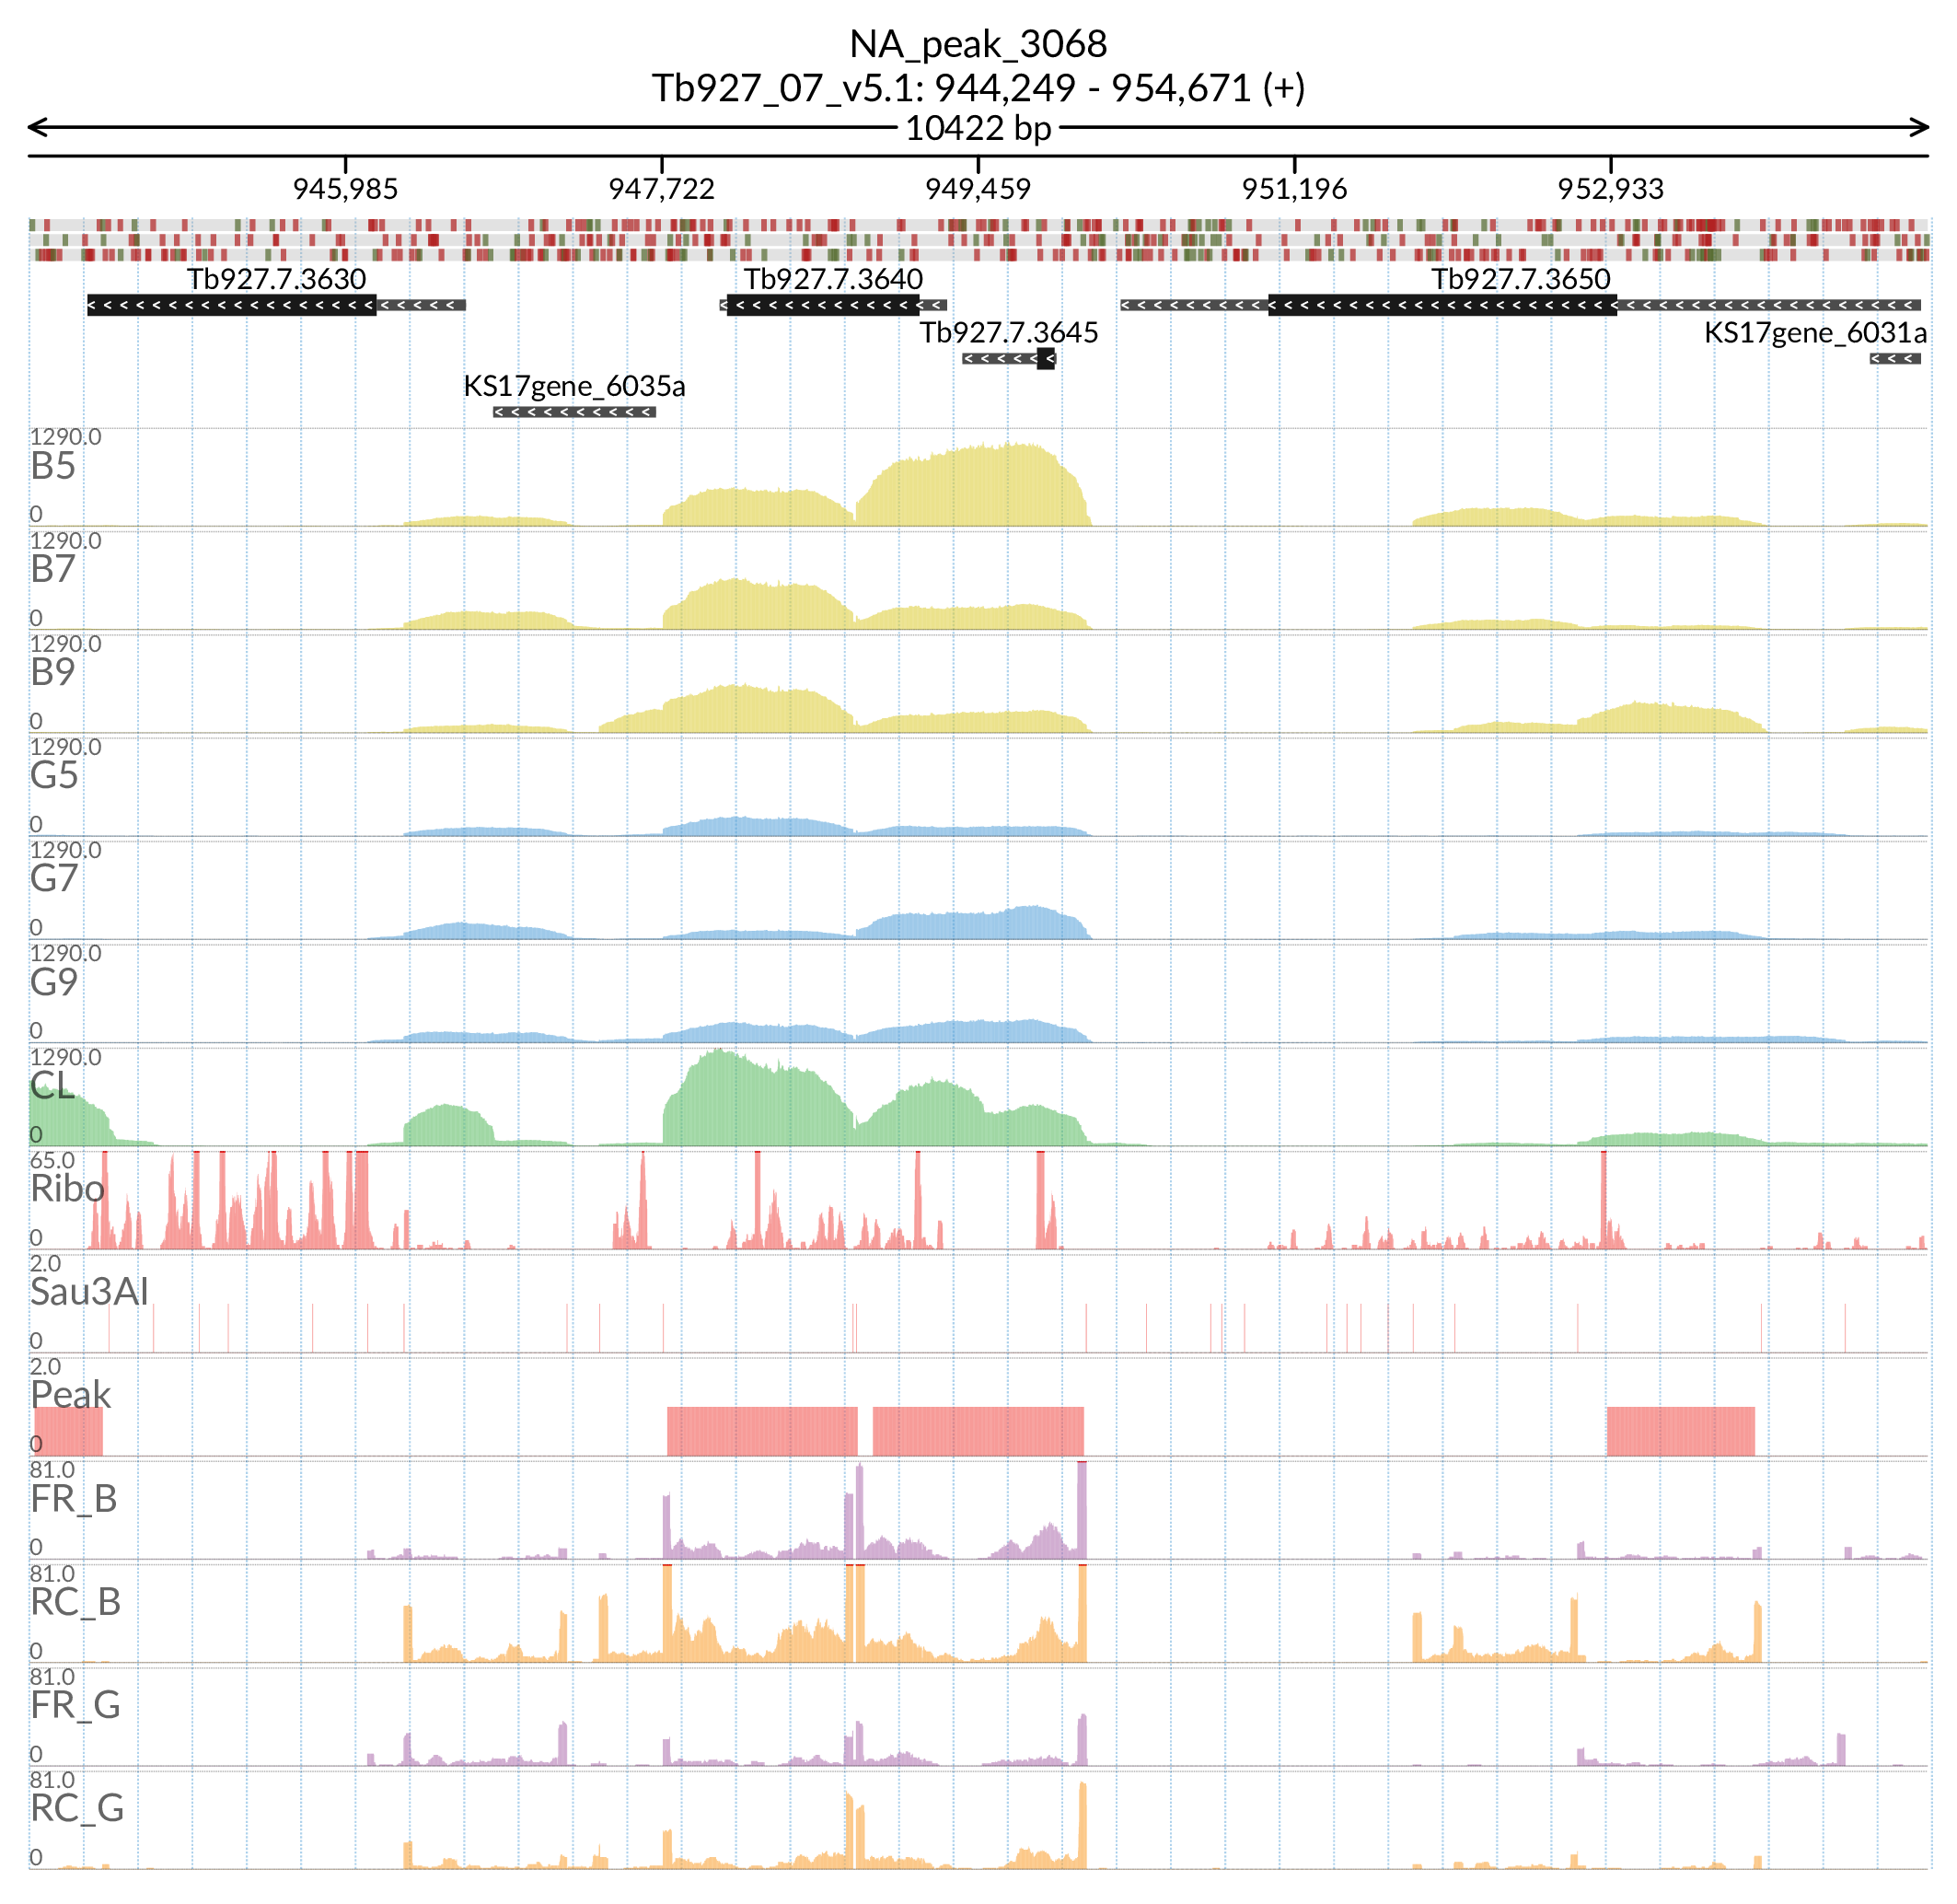 NA_peak_3068
Tb927_07_v5.1: 944,249 - 954,671 (+)
10422 bp
945,985 947,722 949,459 951,196 952,933
Tb927.7.3630 Tb927.7.3640 Tb927.7.3650
Tb927.7.3645 KS17gene_6031a
KS17gene_6035a
1290.0
B5
0
1290.0
B7
0
1290.0
B9
0
1290.0
G5
0
1290.0
G7
0
1290.0
G9
0
1290.0
CL
0
65.0
Ribo
0
2.0
Sau3AI
0
2.0
Peak
0
81.0
FR_B
0
81.0
RC_B
0
81.0
FR_G
0
81.0
RC_G
0